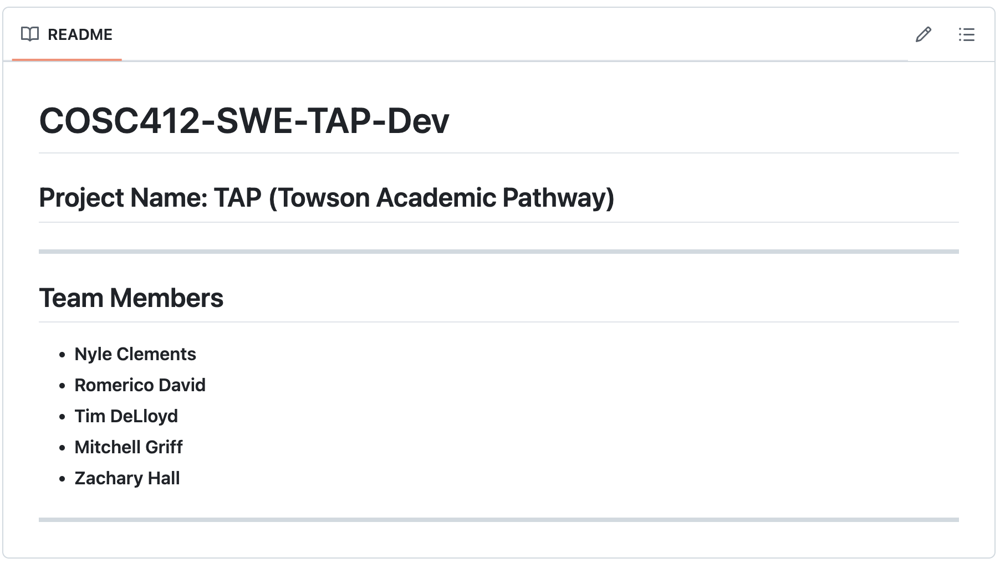 README
COSC412-SWE-TAP-Dev
Project Name: TAP (Towson Academic Pathway)
Team Members
Nyle Clements
Romerico David
Tim DeLloyd
Mitchell Griff
Zachary Hall